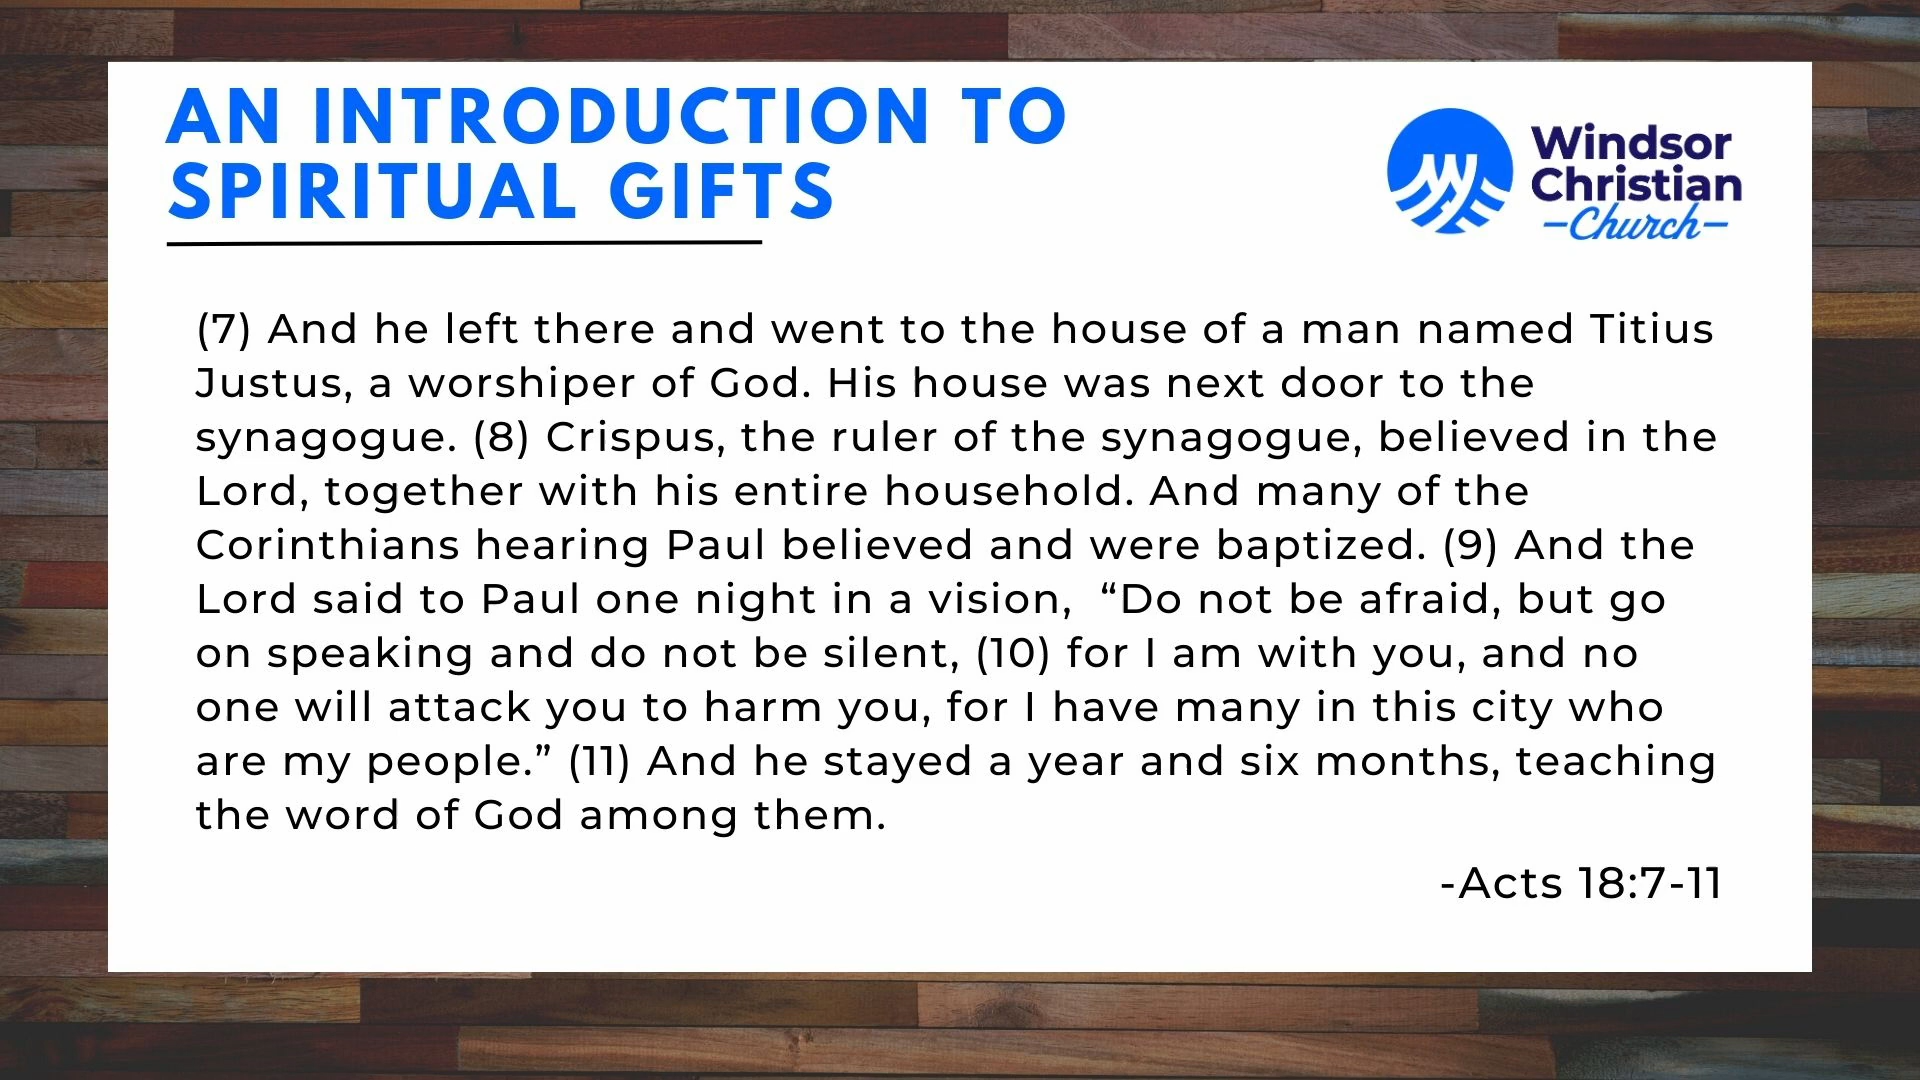 AN INTRODUCTION TO
SPIRITUAL GIFTS
Windsor
Christian
-Church-
(7) And he left there and went to the house of a man named Titius
Justus, a worshiper of God. His house was next door to the
synagogue. (8) Crispus, the ruler of the synagogue, believed in the
Lord, together with his entire household. And many of the
Corinthians hearing Paul believed and were baptized. (9) And the
Lord said to Paul one night in a vision,  “Do not be afraid, but go
on speaking and do not be silent, (10) for I am with you, and no
one will attack you to harm you, for I have many in this city who
are my people.” (11) And he stayed a year and six months, teaching
the word of God among them.
-Acts 18:7-11